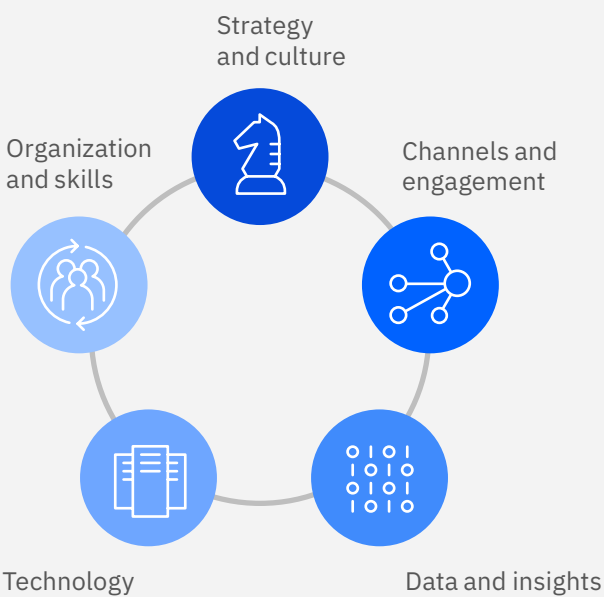 Strategy
and culture
Organization
and skills
Channels and
engagement
Technology
Data and insights